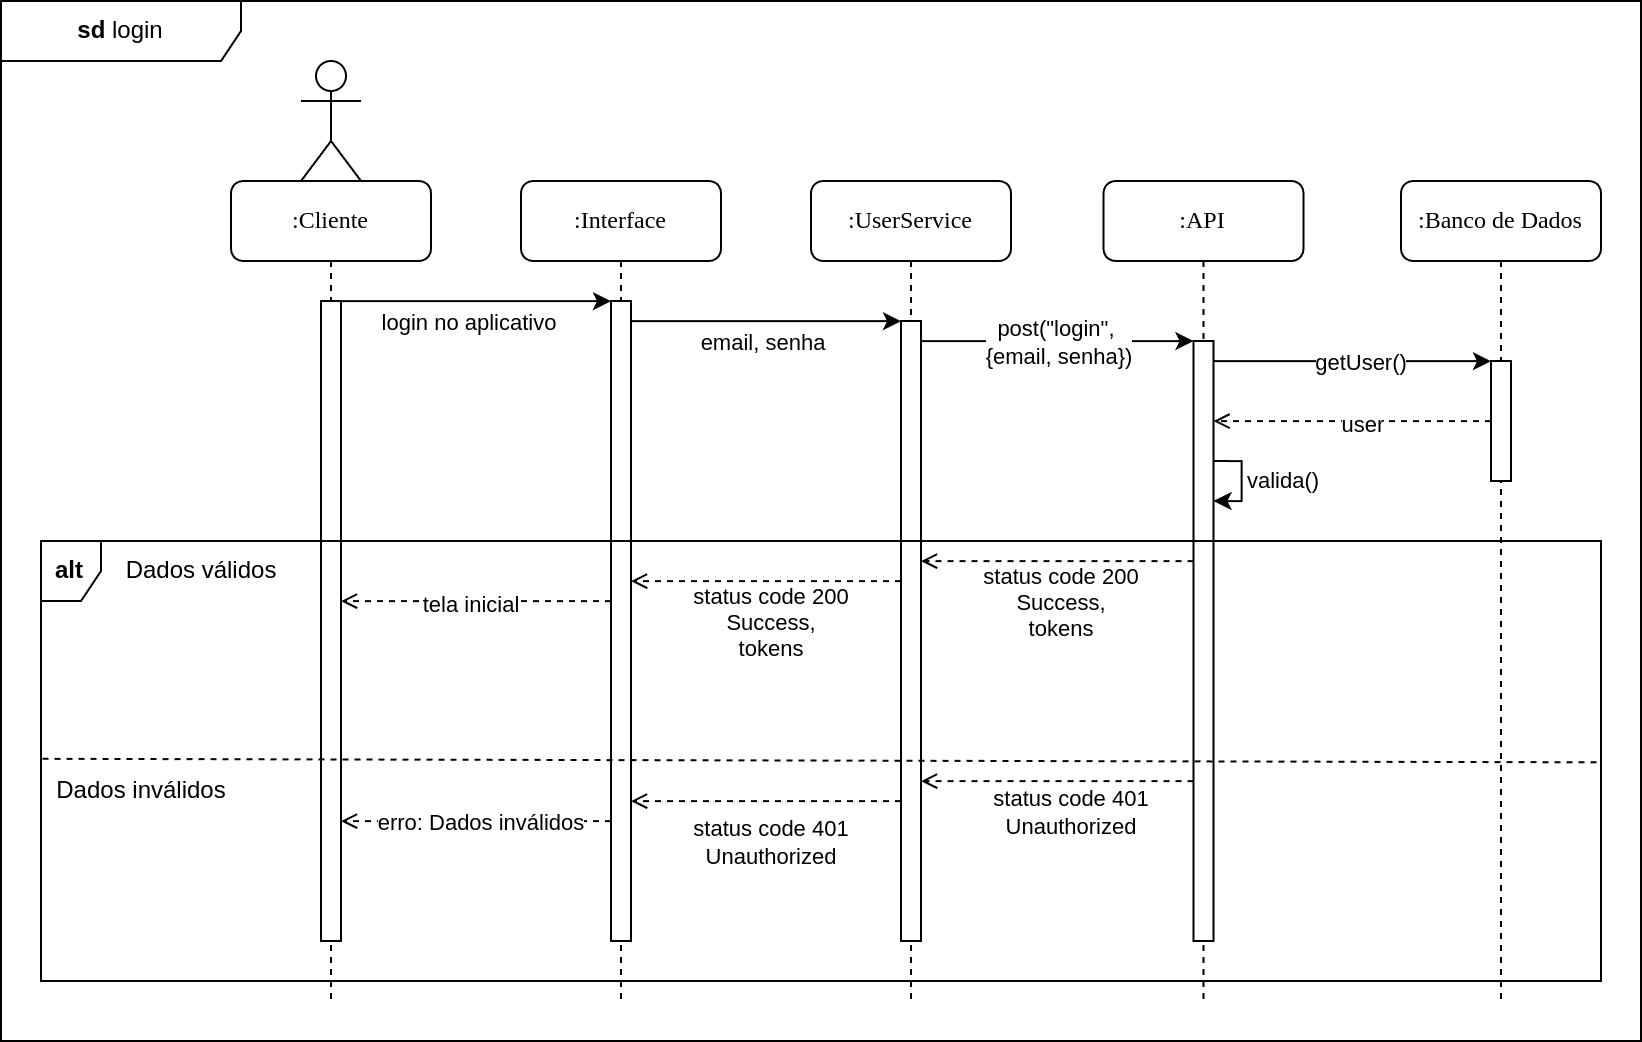 sd login
:Cliente
:Interface
:UserService
:API
:Banco de Dados
login no aplicativo
email, senha
post("login",
{email, senha})
getUser()
user
valida()
alt
Dados válidos
status code 200
Success,
tokens
status code 200
Success,
tokens
tela inicial
Dados inválidos
status code 401
Unauthorized
status code 401
Unauthorized
erro: Dados inválidos